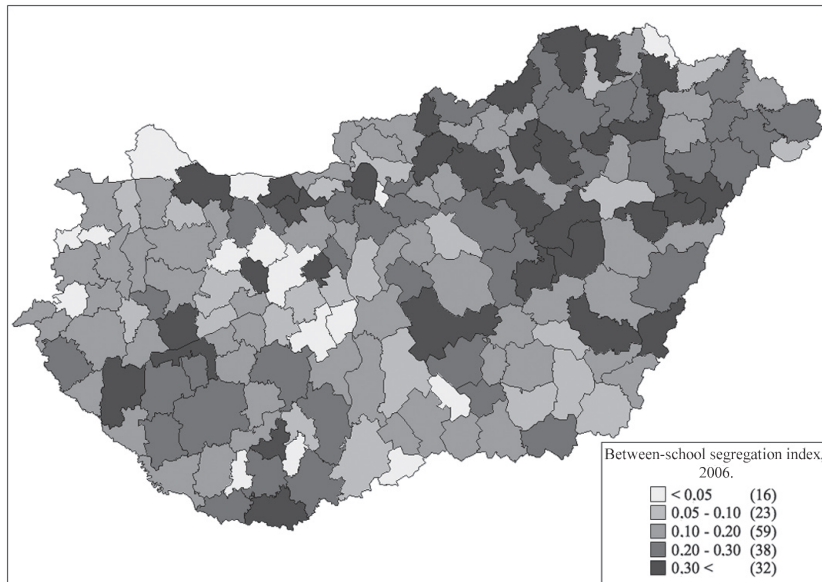 Between-school segregation index,
2006.
< 0.05 (16)
0.05 - 0.10 (23)
0.10 - 0.20 (59)
0.20 - 0.30 (38)
0.30 < (32)